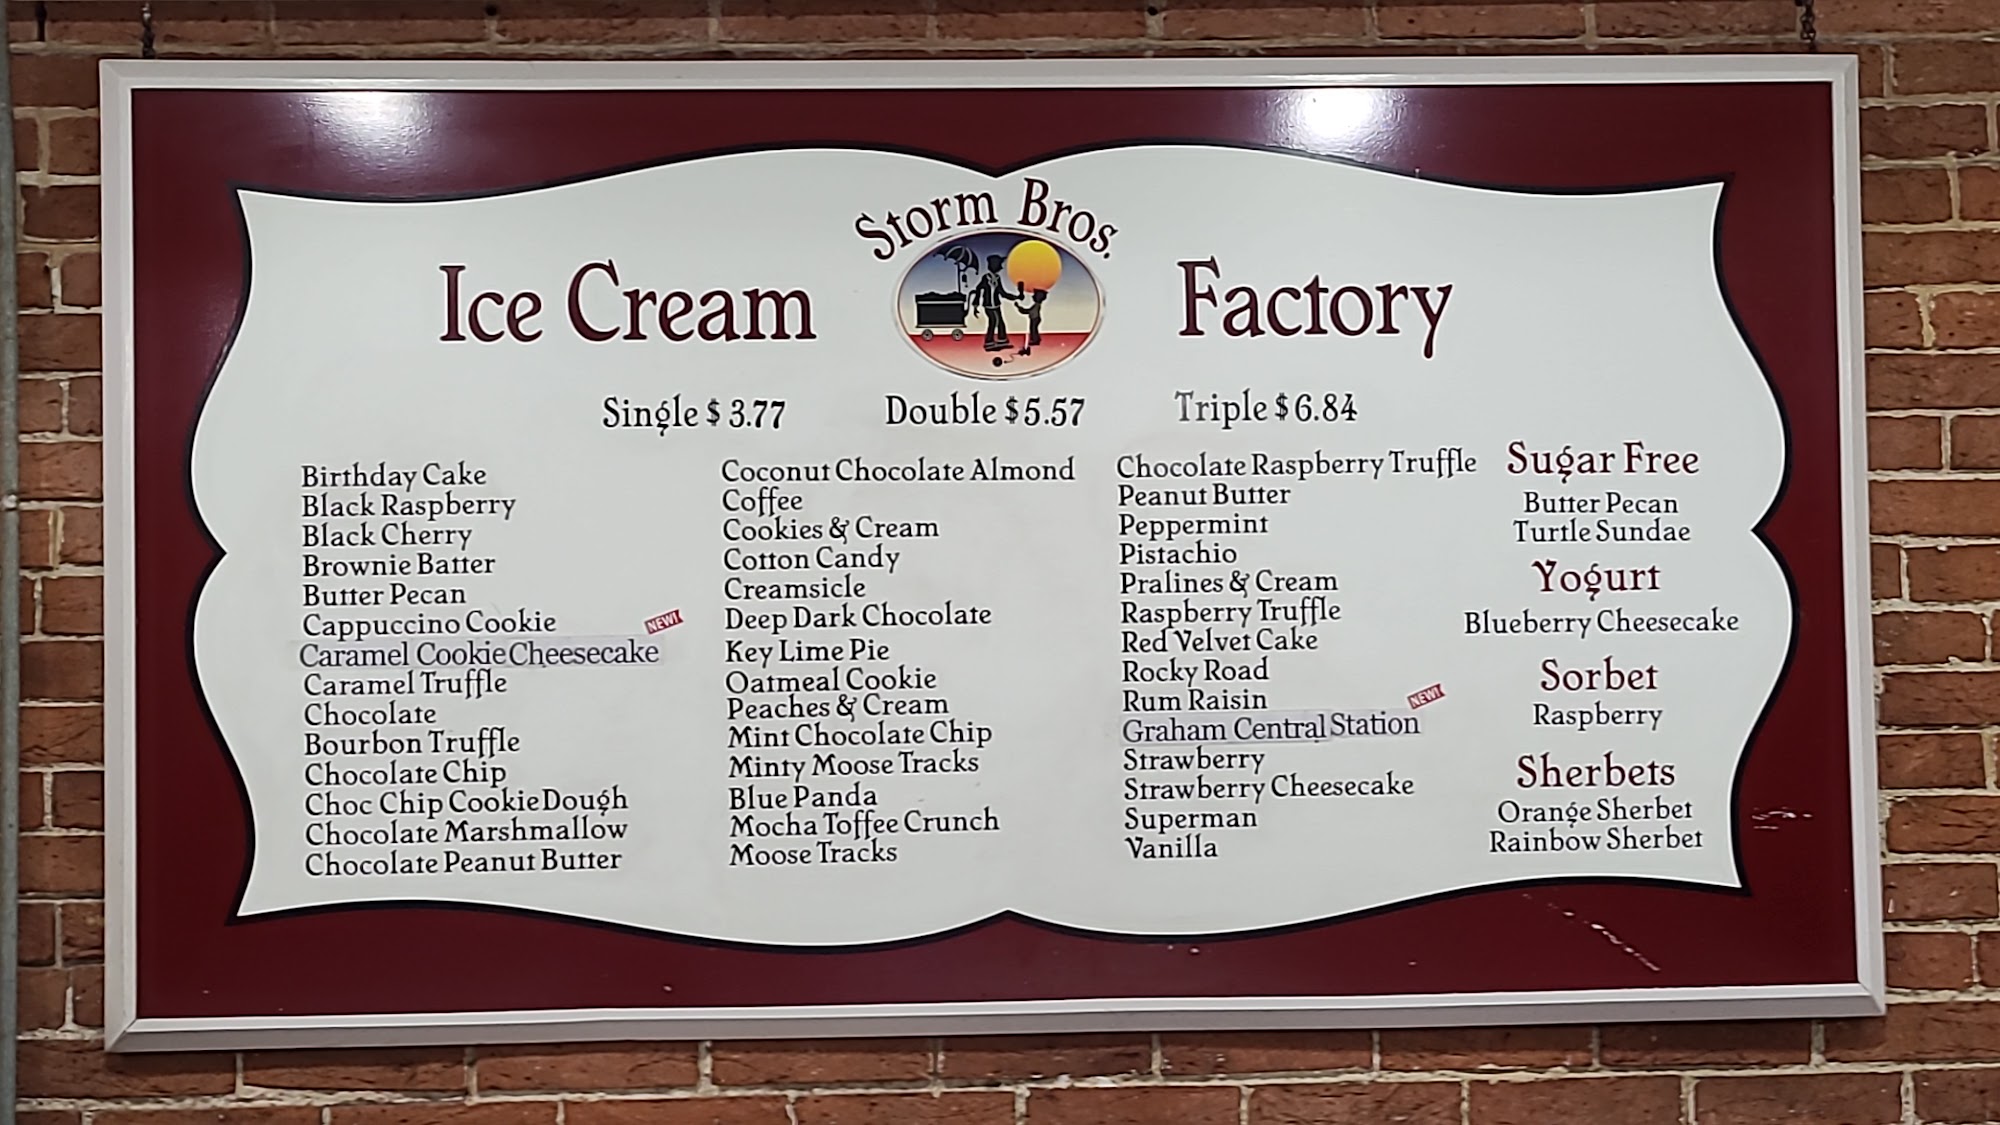 Storm Bros.
Ice Cream Factory
Single $ 3.77 Double $ 5.57 Triple $ 6.84
Birthday Cake
Black Raspberry
Black Cherry
Brownie Batter
Butter Pecan
Cappuccino Cookie
NEW!
Caramel Cookie Cheesecake
Caramel Truffle
Chocolate
Bourbon Truffle
Chocolate Chip
Choc Chip Cookie Dough
Chocolate Marshmallow
Chocolate Peanut Butter
Coconut Chocolate Almond
Coffee
Cookies & Cream
Cotton Candy
Creamsicle
Deep Dark Chocolate
Key Lime Pie
Oatmeal Cookie
Peaches & Cream
Mint Chocolate Chip
Minty Moose Tracks
Blue Panda
Mocha Toffee Crunch
Moose Tracks
Chocolate Raspberry Truffle
Peanut Butter
Peppermint
Pistachio
Pralines & Cream
Raspberry Truffle
Red Velvet Cake
Rocky Road
Rum Raisin
NEW!
Graham Central Station
Strawberry
Strawberry Cheesecake
Superman
Vanilla
Sugar Free
Butter Pecan
Turtle Sundae
Yogurt
Blueberry Cheesecake
Sorbet
Raspberry
Sherbets
Orange Sherbet
Rainbow Sherbet